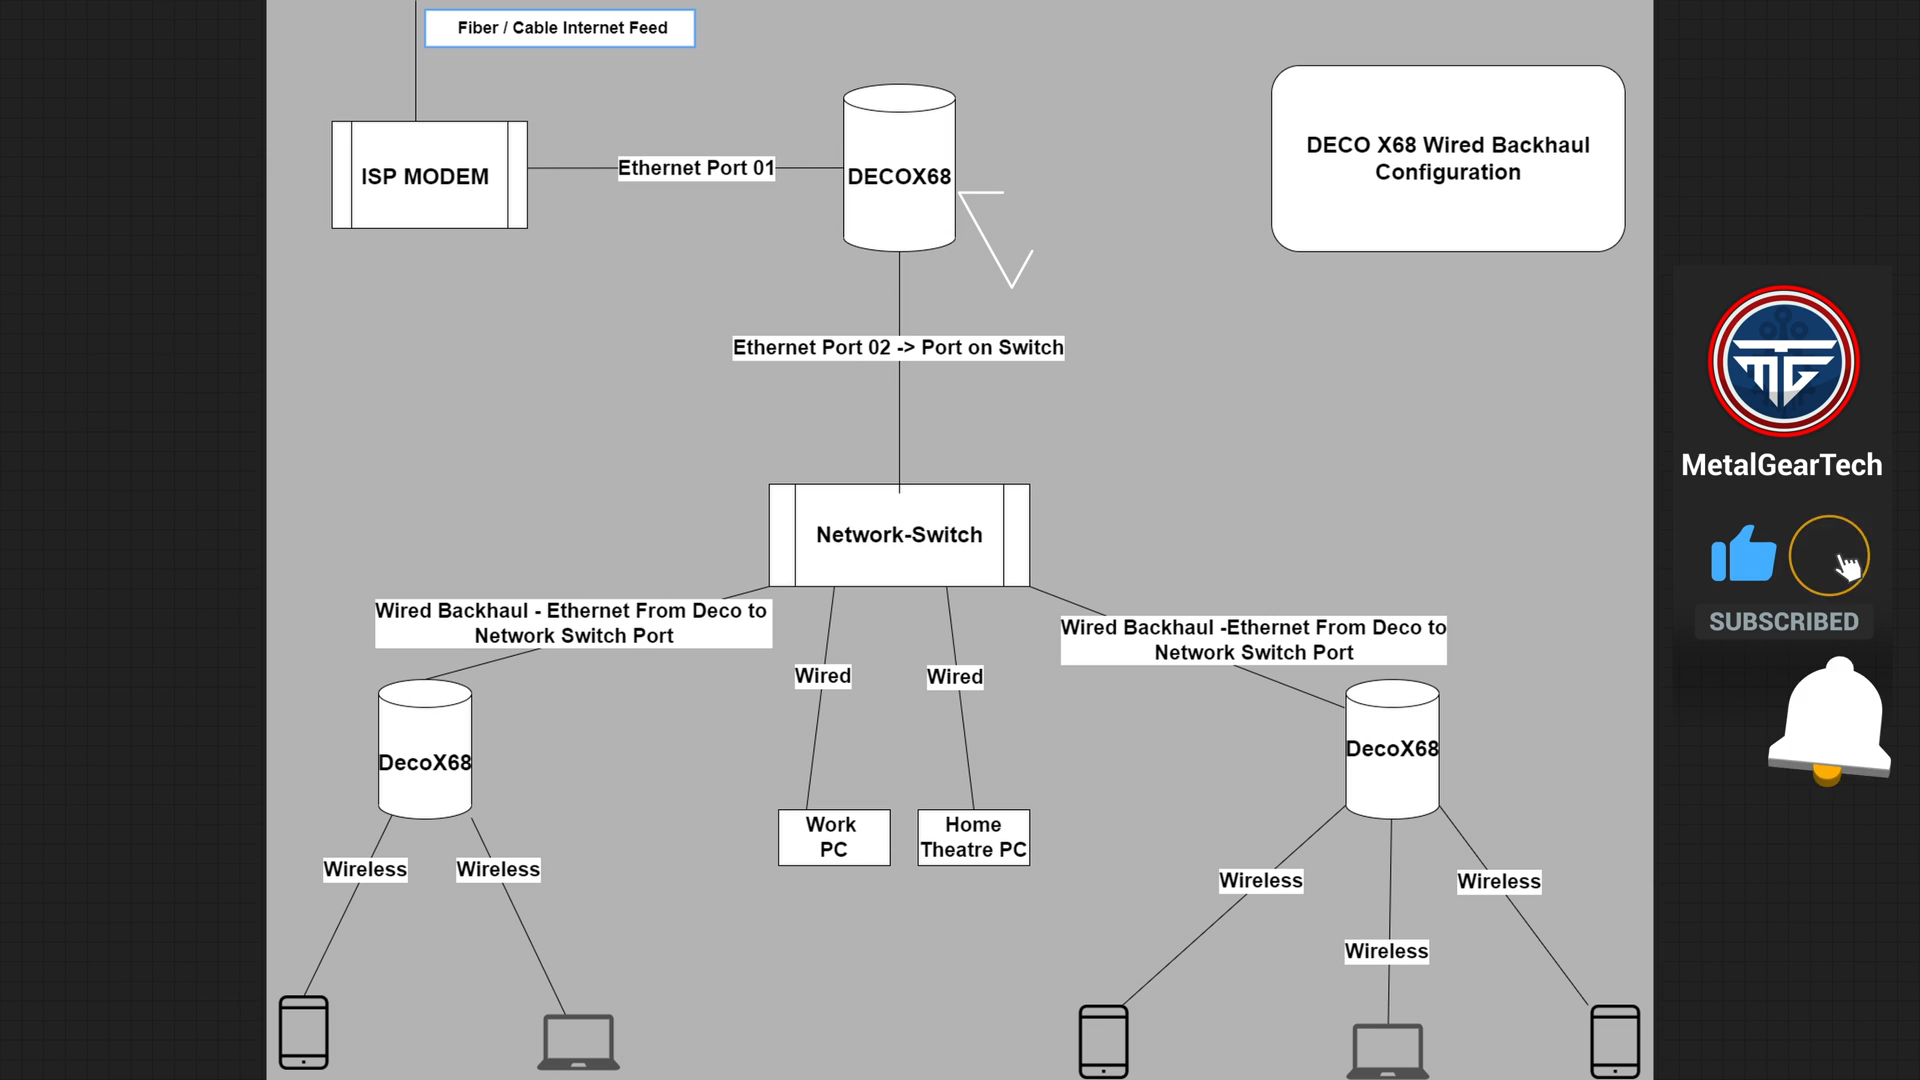 Fiber / Cable Internet Feed
ISP MODEM
Ethernet Port 01
DECOX68
DECO X68 Wired Backhaul
Configuration
Ethernet Port 02 -> Port on Switch
MTG
MetalGearTech
SUBSCRIBED
Network-Switch
Wired Backhaul - Ethernet From Deco to
Network Switch Port
Wired
Wired
Wired Backhaul -Ethernet From Deco to
Network Switch Port
DecoX68
DecoX68
Work
PC
Home
Theatre PC
Wireless
Wireless
Wireless
Wireless
Wireless